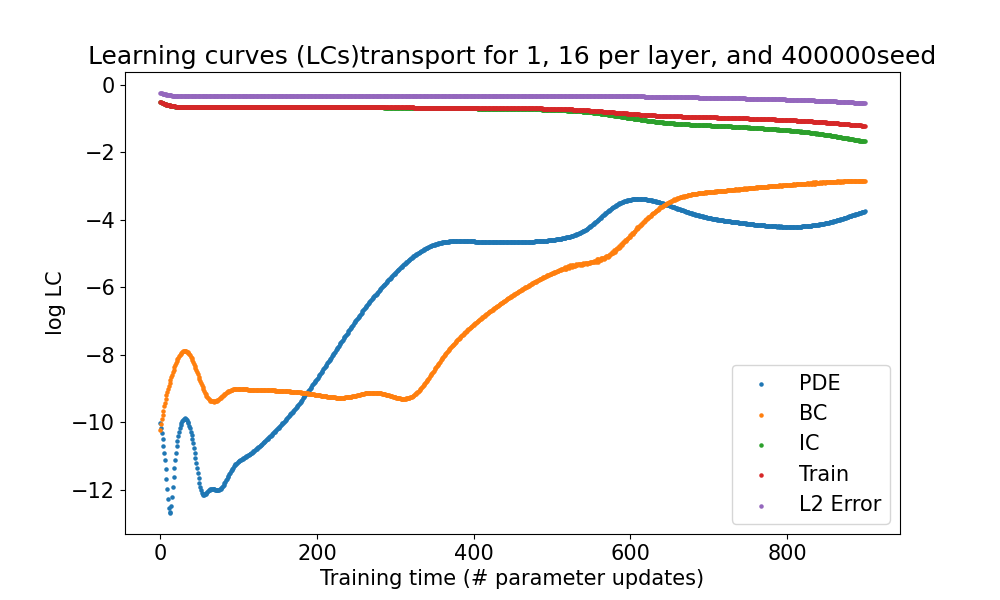 Learning curves (LCs)transport for 1, 16 per layer, and 400000seed
log LC
0
−2
−4
−6
−8
−10
−12
PDE
BC
IC
Train
L2 Error
0 200 400 600 800
Training time (# parameter updates)